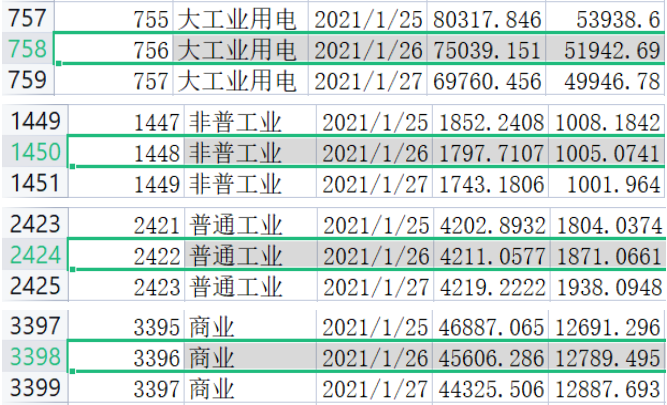 757 755 大工业用电 2021/1/25 80317.846 53938.6
758 756 大工业用电 2021/1/26 75039.151 51942.69
759 757 大工业用电 2021/1/27 69760.456 49946.78
1449 1447 非普工业 2021/1/25 1852.2408 1008.1842
1450 1448 非普工业 2021/1/26 1797.7107 1005.0741
1451 1449 非普工业 2021/1/27 1743.1806 1001.964
2423 2421 普通工业 2021/1/25 4202.8932 1804.0374
2424 2422 普通工业 2021/1/26 4211.0577 1871.0661
2425 2423 普通工业 2021/1/27 4219.2222 1938.0948
3397 3395 商业 2021/1/25 46887.065 12691.296
3398 3396 商业 2021/1/26 45606.286 12789.495
3399 3397 商业 2021/1/27 44325.506 12887.693